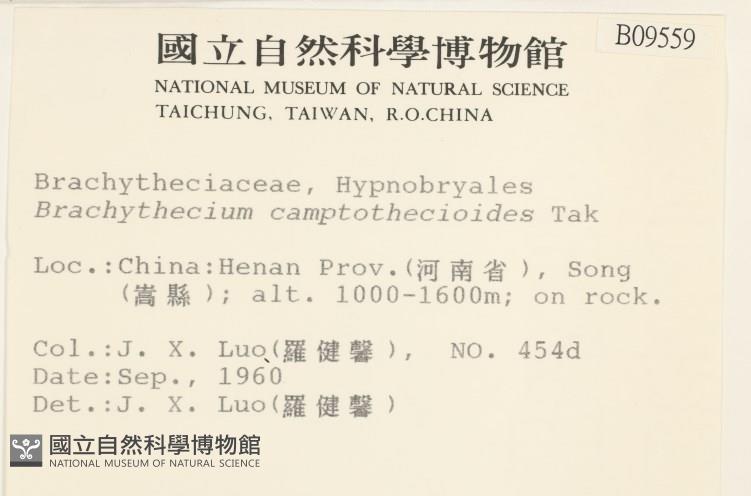 國立自然科學博物館
B09559
NATIONAL MUSEUM OF NATURAL SCIENCE
TAICHUNG, TAIWAN, R.O.CHINA
Brachytheciaceae, Hypnobryales
Brachythecium camptothecioides Tak
Loc.:China:Henan Prov.(河南省), Song
(嵩縣); alt. 1000-1600m; on rock.
Col.:J. X. Luo(羅健馨), NO. 454d
Date:Sep., 1960
Det.:J. X. Luo(羅健馨)
國立自然科學博物館
NATIONAL MUSEUM OF NATURAL SCIENCE